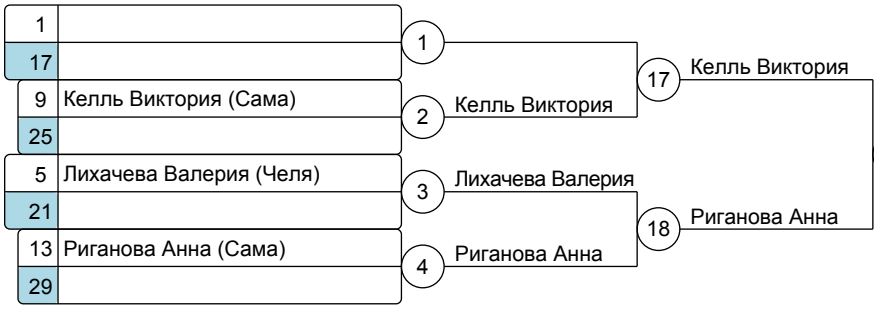 1
17
1
9 Келль Виктория (Сама)
25
2
Келль Виктория
17
Келль Виктория
5 Лихачева Валерия (Челя)
21
3
Лихачева Валерия
13 Риганова Анна (Сама)
29
4
Риганова Анна
18
Риганова Анна